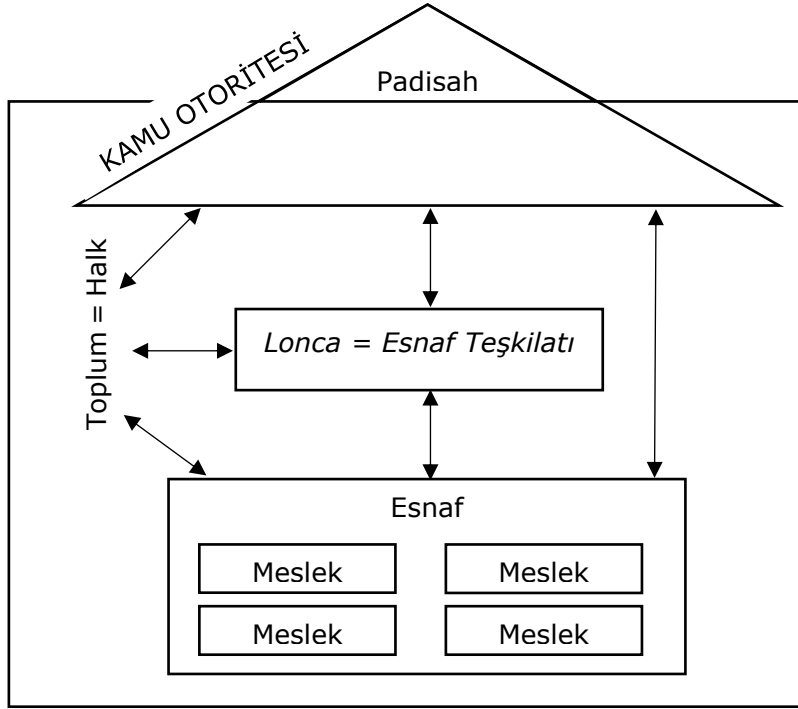 KAMU OTORİTESİ
Padisah
Toplum = Halk
Lonca = Esnaf Teşkilatı
Esnaf
Meslek
Meslek
Meslek
Meslek